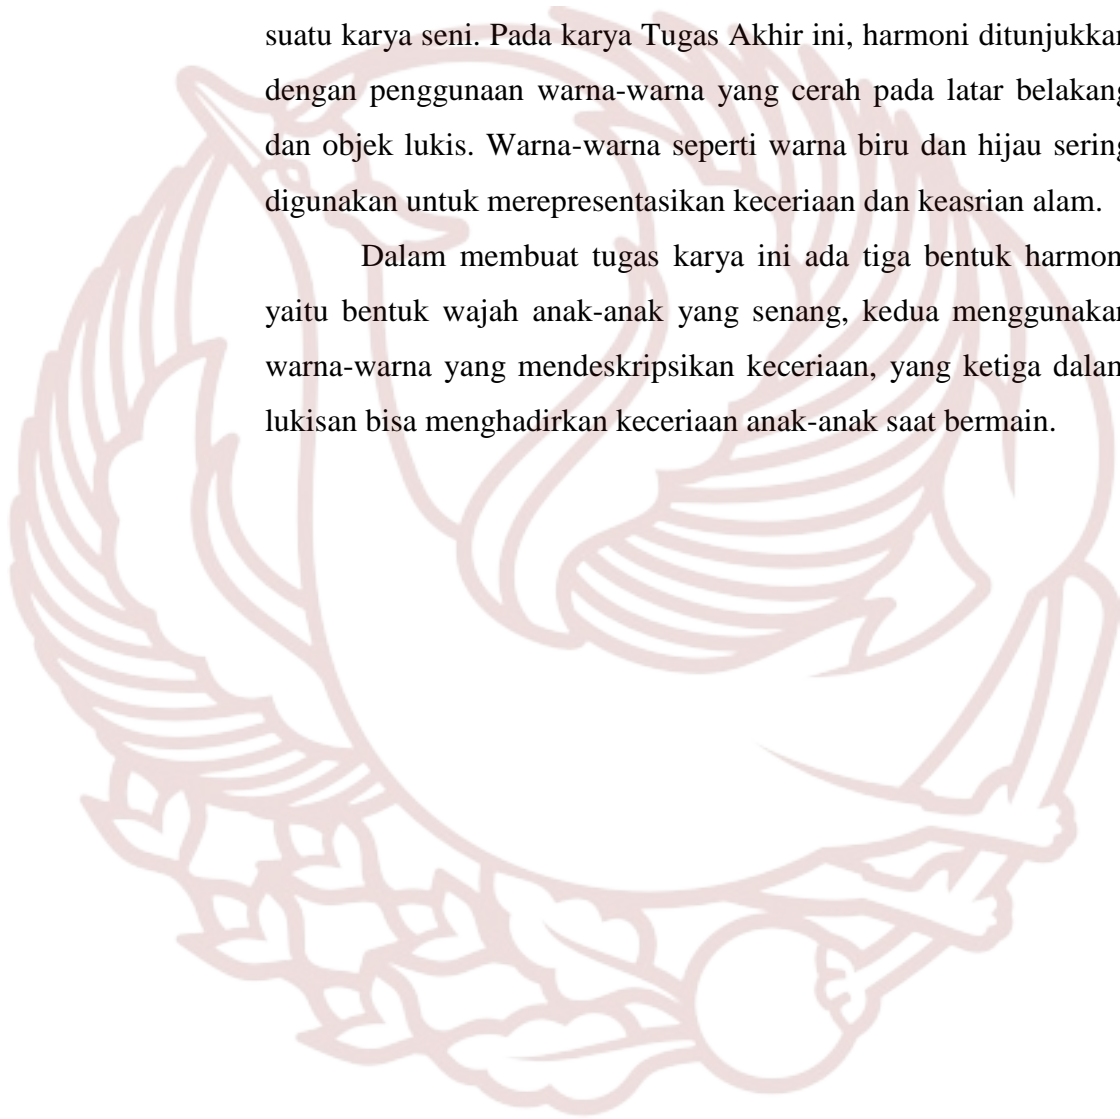 suatu karya seni. Pada karya Tugas Akhir ini, harmoni ditunjukkan
dengan penggunaan warna-warna yang cerah pada latar belakang
dan objek lukis. Warna-warna seperti warna biru dan hijau sering
digunakan untuk merepresentasikan keceriaan dan keasrian alam.
Dalam membuat tugas karya ini ada tiga bentuk harmoni
yaitu bentuk wajah anak-anak yang senang, kedua menggunakan
warna-warna yang mendeskripsikan keceriaan, yang ketiga dalam
lukisan bisa menghadirkan keceriaan anak-anak saat bermain.